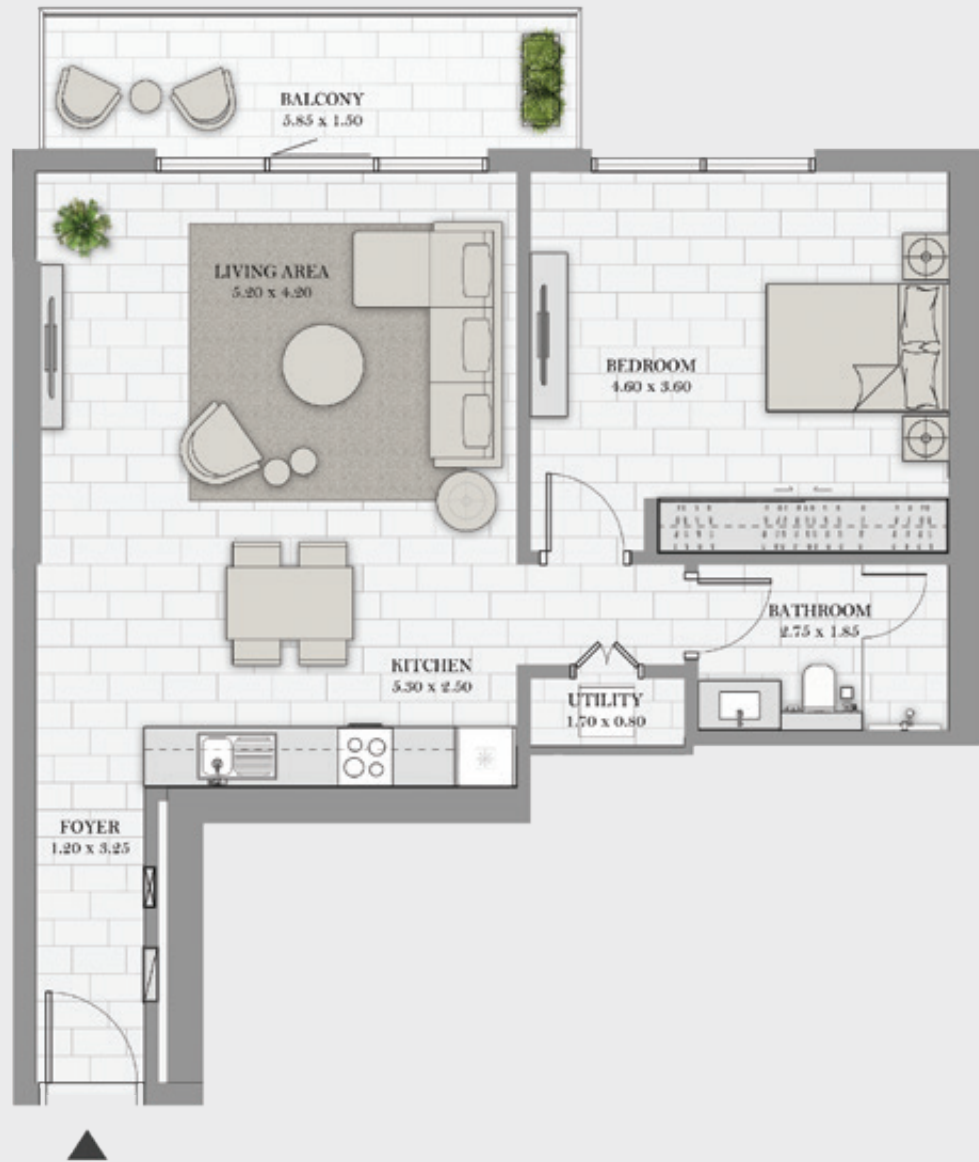 BALCONY
5.85 x 1.50
LIVING AREA
5.20 x 4.20
BEDROOM
4.60 x 3.60
BATHROOM
2.75 x 1.85
KITCHEN
5.30 x 2.50
UTILITY
1.70 x 0.80
FOYER
1.20 x 3.25